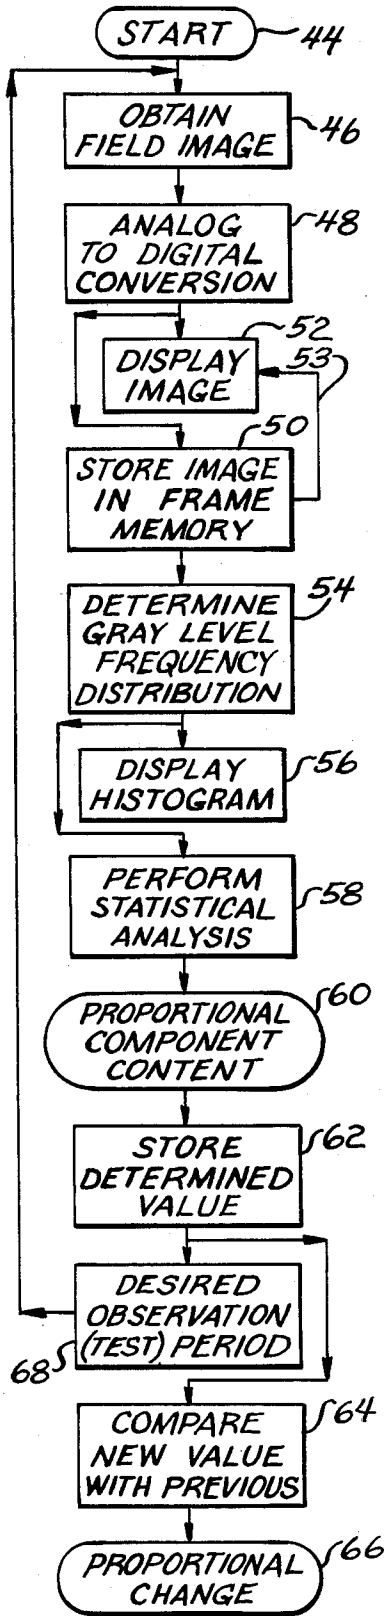 START
44
OBTAIN
FIELD IMAGE
46
ANALOG
TO DIGITAL
CONVERSION
48
52
53
DISPLAY
IMAGE
50
STORE IMAGE
IN FRAME
MEMORY
DETERMINE
GRAY LEVEL
FREQUENCY
DISTRIBUTION
54
DISPLAY
HISTOGRAM
56
PERFORM
STATISTICAL
ANALYSIS
58
PROPORTIONAL
COMPONENT
CONTENT
60
STORE
DETERMINED
VALUE
62
DESIRED
OBSERVATION
(TEST) PERIOD
68
COMPARE
NEW VALUE
WITH PREVIOUS
64
PROPORTIONAL
CHANGE
66